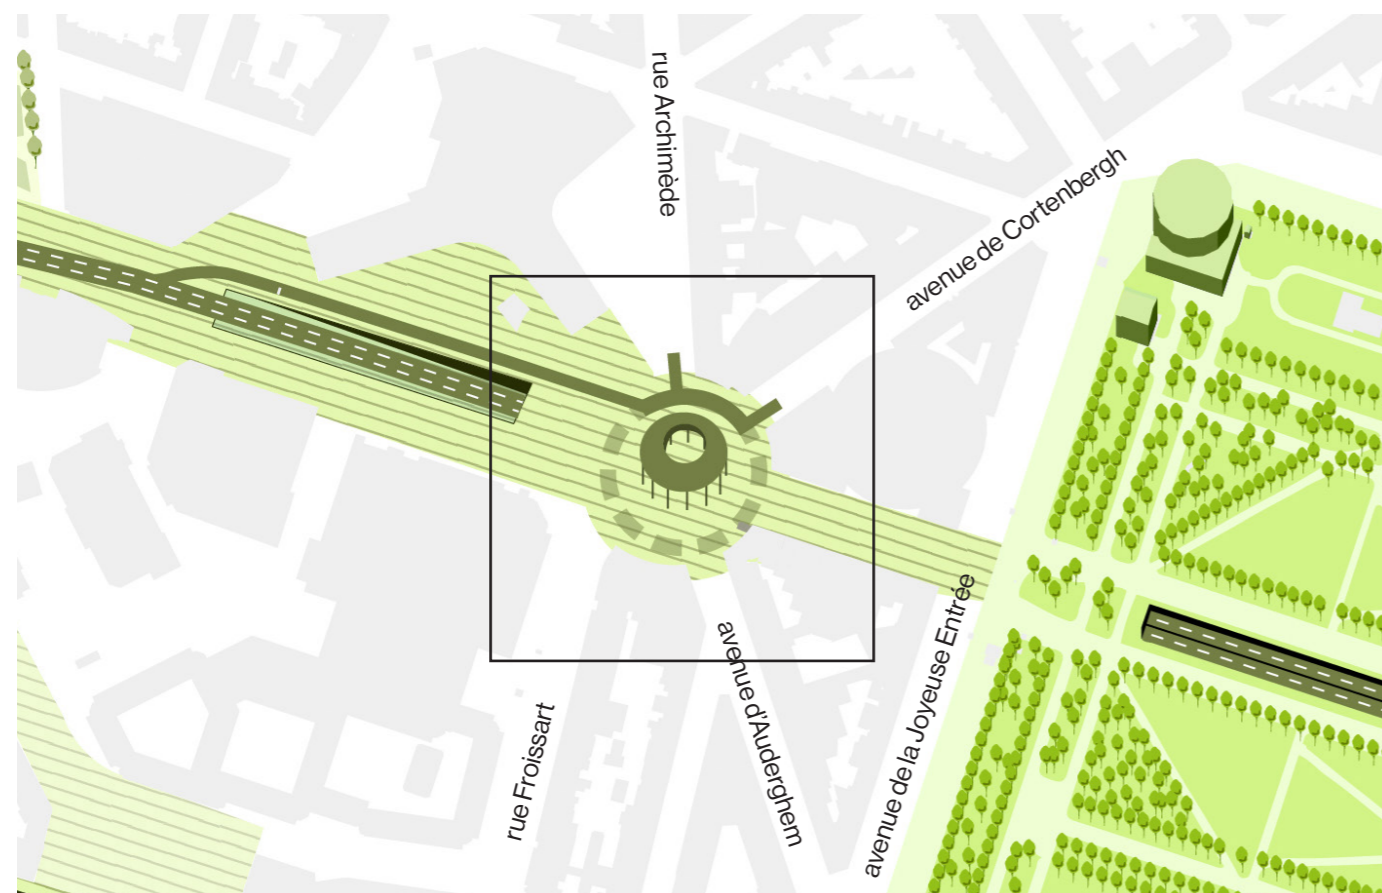 rue Archimède
avenue de Cortenbergh
avenue de la Joyeuse Entrée
avenue d'Auderghem
rue Froissart